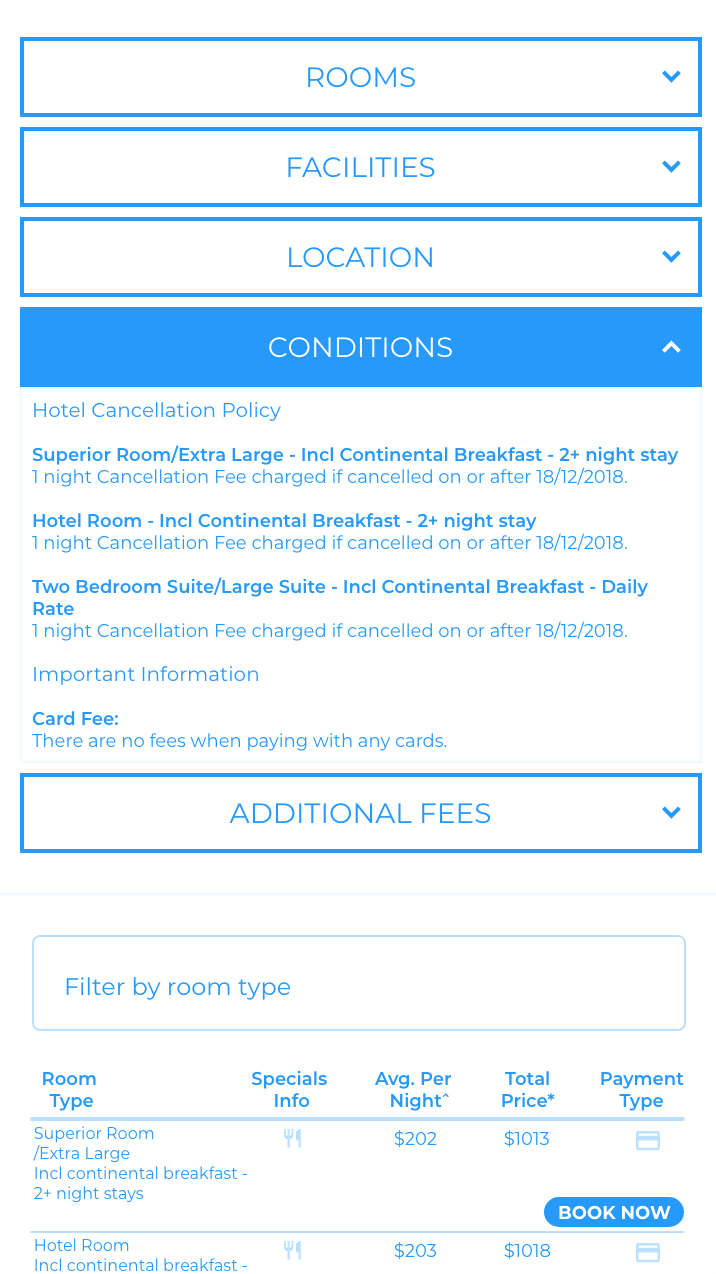 ROOMS
FACILITIES
LOCATION
CONDITIONS
Hotel Cancellation Policy
Superior Room/Extra Large - Incl Continental Breakfast - 2+ night stay
1 night Cancellation Fee charged if cancelled on or after 18/12/2018.
Hotel Room - Incl Continental Breakfast - 2+ night stay
1 night Cancellation Fee charged if cancelled on or after 18/12/2018.
Two Bedroom Suite/Large Suite - Incl Continental Breakfast - Daily
Rate
1 night Cancellation Fee charged if cancelled on or after 18/12/2018.
Important Information
Card Fee:
There are no fees when paying with any cards.
ADDITIONAL FEES
Filter by room type
Room Specials Avg. Per Total Payment
Type Info Night^ Price* Type
Superior Room $202 $1013
/Extra Large
Incl continental breakfast -
2+ night stays
BOOK NOW
Hotel Room $203 $1018
Incl continental breakfast -